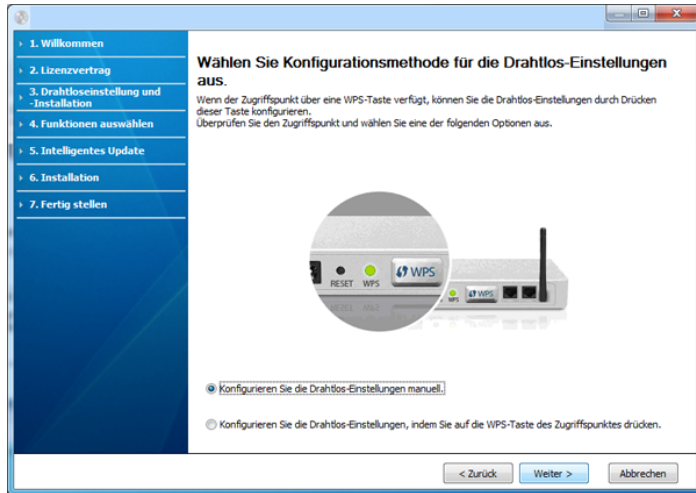 1. Willkommen
2. Lizenzvertrag
3. Drahtloseinstellung und
-Installation
4. Funktionen auswählen
5. Intelligentes Update
6. Installation
7. Fertig stellen
Wählen Sie Konfigurationsmethode für die Drahtlos-Einstellungen
aus.
Wenn der Zugriffspunkt über eine WPS-Taste verfügt, können Sie die Drahtlos-Einstellungen durch Drücken
dieser Taste konfigurieren.
Überprüfen Sie den Zugriffspunkt und wählen Sie eine der folgenden Optionen aus.
RESET WPS WPS
WPS WPS
Konfigurieren Sie die Drahtlos-Einstellungen manuell.
Konfigurieren Sie die Drahtlos-Einstellungen, indem Sie auf die WPS-Taste des Zugriffspunktes drücken.
< Zurück Weiter > Abbrechen